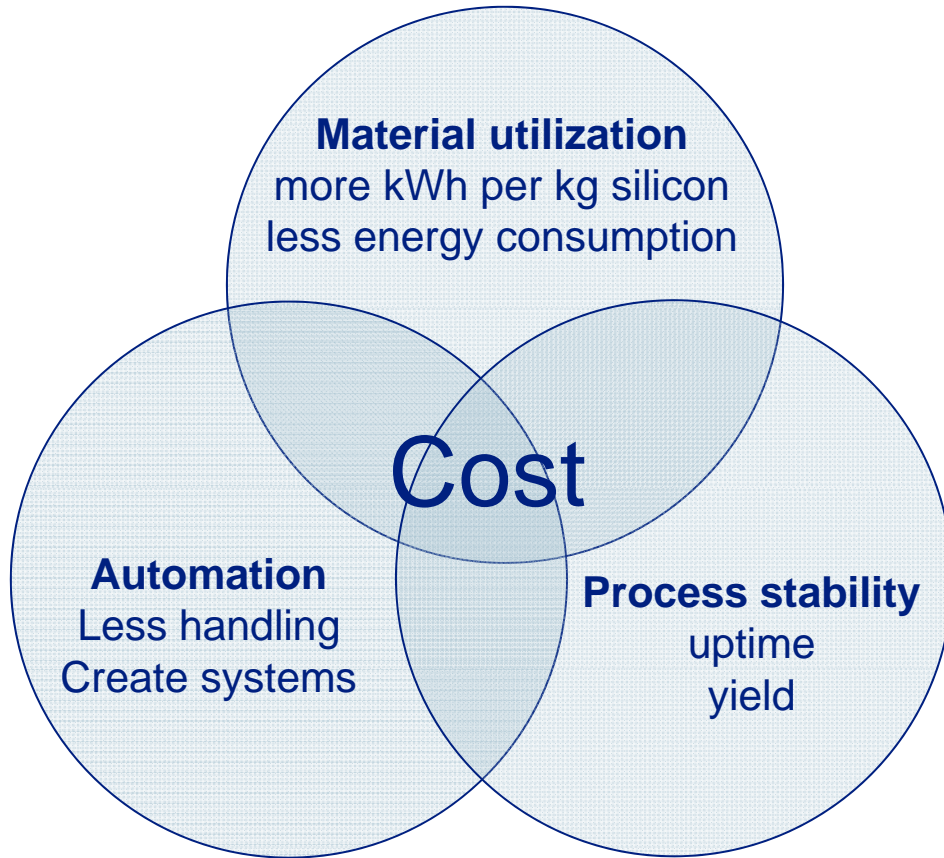 Material utilization
more kWh per kg silicon
less energy consumption
Cost
Automation
Less handling
Create systems
Process stability
uptime
yield